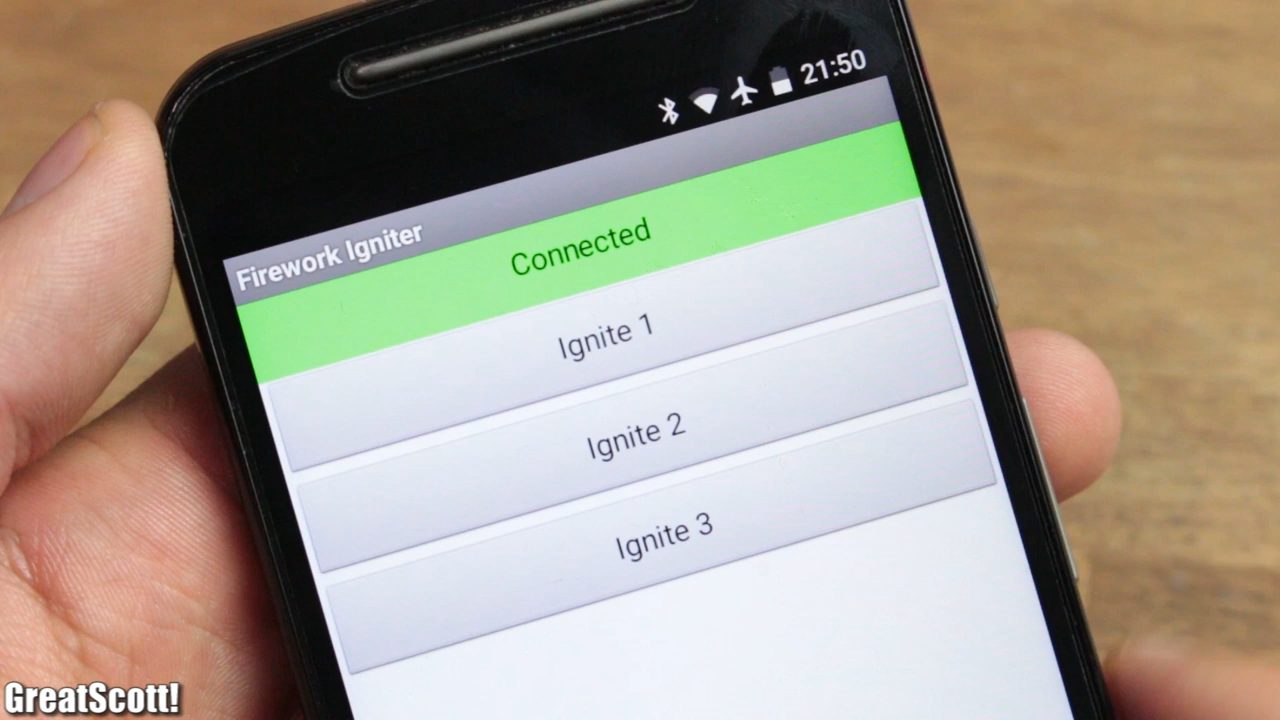 21:50
Firework Igniter
Connected
Ignite 1
Ignite 2
Ignite 3
GreatScott!